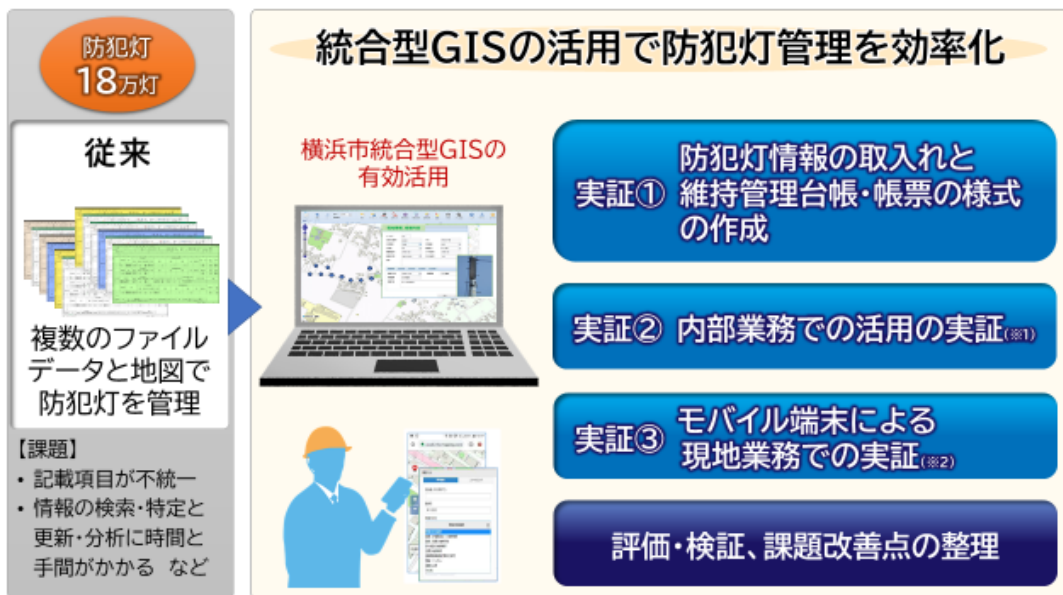 防犯灯
18万灯
従来
複数のファイル
データと地図で
防犯灯を管理
【課題】
・ 記載項目が不統一
・ 情報の検索・特定と
更新・分析に時間と
手間がかかる など
統合型GISの活用で防犯灯管理を効率化
横浜市統合型GISの
有効活用
実証① 防犯灯情報の取入れと
維持管理台帳・帳票の様式
の作成
実証② 内部業務での活用の実証(※1)
実証③ モバイル端末による
現地業務での実証(※2)
評価・検証、課題改善点の整理